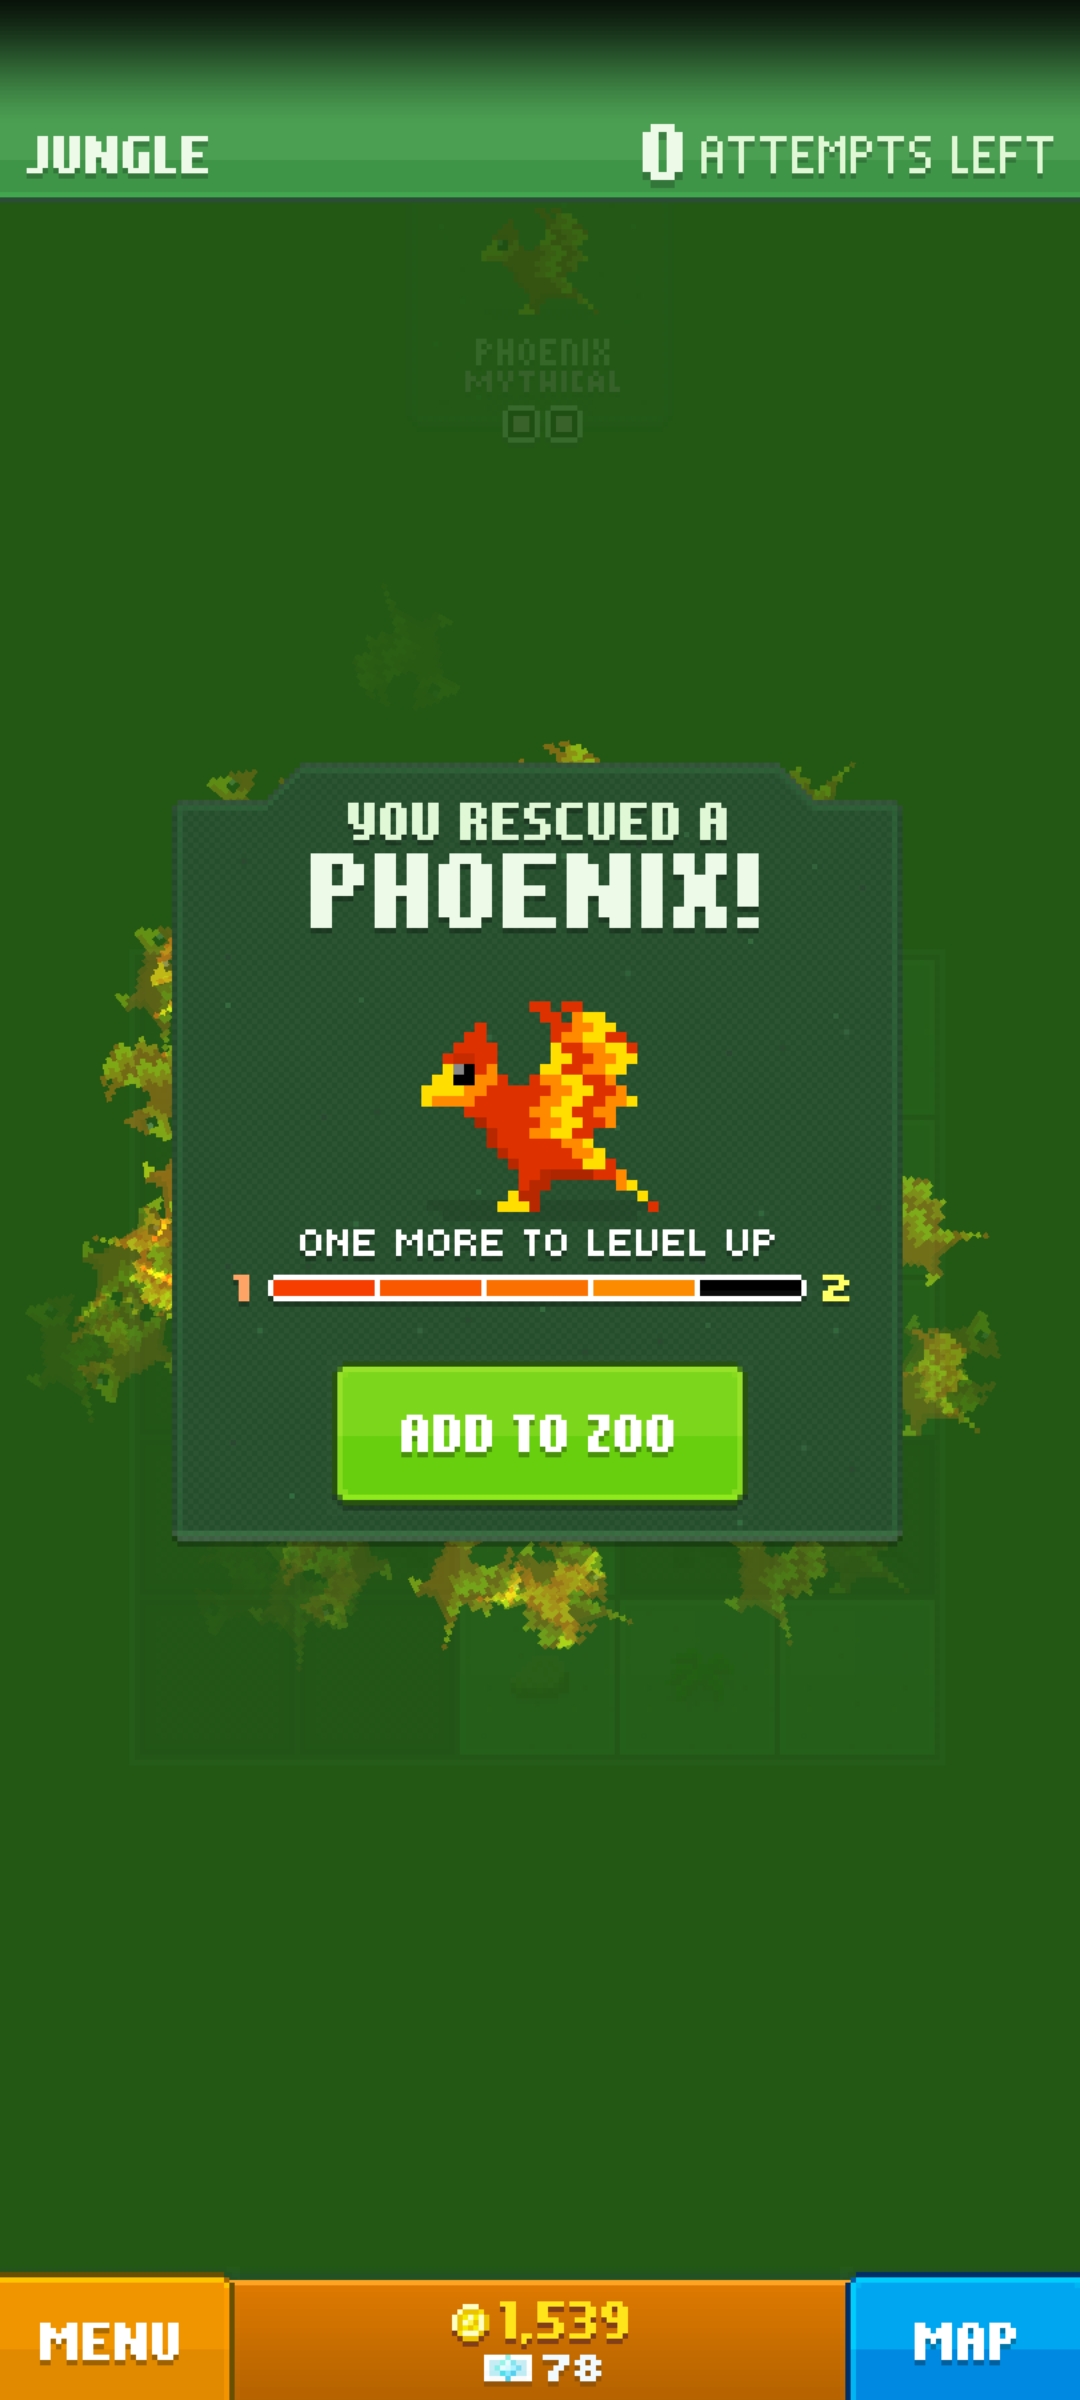 JUNGLE
0 ATTEMPTS LEFT
PHOENIX
MYTHICAL
YOU RESCUED A
PHOENIX!
ONE MORE TO LEVEL UP
1 2
ADD TO ZOO
MENU
1,539
78
MAP